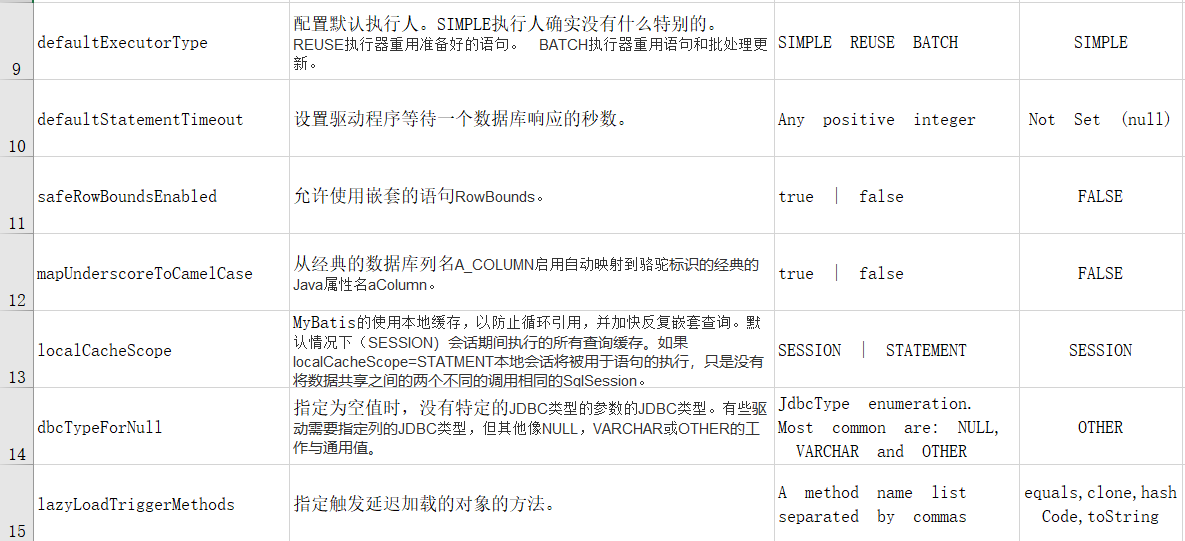 配置默认执行人。SIMPLE执行人确实没有什么特别的。
defaultExecutorType
REUSE执行器重用准备好的语句。 BATCH执行器重用语句和批处理更
新。
SIMPLE REUSE BATCH
SIMPLE
9
defaultStatementTimeout
设置驱动程序等待一个数据库响应的秒数。
Any positive integer
Not Set (null)
10
safeRowBoundsEnabled
允许使用嵌套的语句RowBounds。
true | false
FALSE
11
mapUnderscoreToCamelCase
从经典的数据库列名A_COLUMN启用自动映射到骆驼标识的经典的
Java属性名aColumn。
true | false
FALSE
12
localCacheScope
MyBatis的使用本地缓存，以防止循环引用，并加快反复嵌套查询。默
认情况下（SESSION）会话期间执行的所有查询缓存。如果
localCacheScope=STATMENT本地会话将被用于语句的执行，只是没有
将数据共享之间的两个不同的调用相同的SqlSession。
SESSION | STATEMENT
SESSION
13
dbcTypeForNull
指定为空值时，没有特定的JDBC类型的参数的JDBC类型。有些驱
动需要指定列的JDBC类型，但其他像NULL，VARCHAR或OTHER的工
作与通用值。
JdbcType enumeration.
Most common are: NULL,
VARCHAR and OTHER
OTHER
14
lazyLoadTriggerMethods
指定触发延迟加载的对象的方法。
A method name list
separated by commas
equals,clone,hash
Code,toString
15